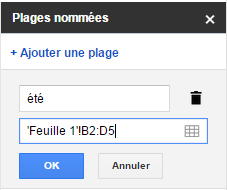 Plages nommées
+ Ajouter une plage
été
'Feuille 1'!B2:D5
OK
Annuler